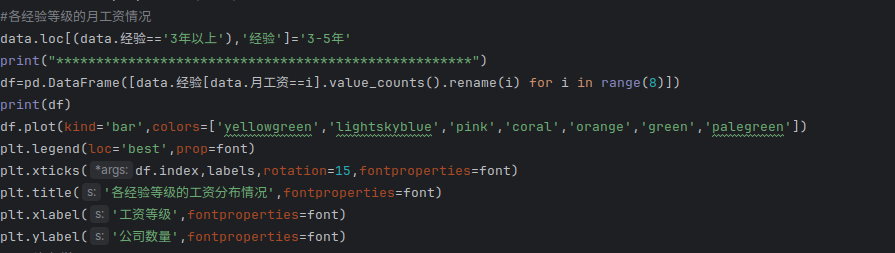 #各经验等级的月工资情况
data.loc[(data.经验=='3年以上'),'经验']='3-5年'
print("****************************************************")
df=pd.DataFrame([data.经验[data.月工资==i].value_counts().rename(i) for i in range(8)])
print(df)
df.plot(kind='bar',colors=['yellowgreen','lightskyblue','pink','coral','orange','green','palegreen'])
plt.legend(loc='best',prop=font)
plt.xticks( *args: df.index,labels,rotation=15,fontproperties=font)
plt.title( s: '各经验等级的工资分布情况',fontproperties=font)
plt.xlabel( s: '工资等级',fontproperties=font)
plt.ylabel( s: '公司数量',fontproperties=font)